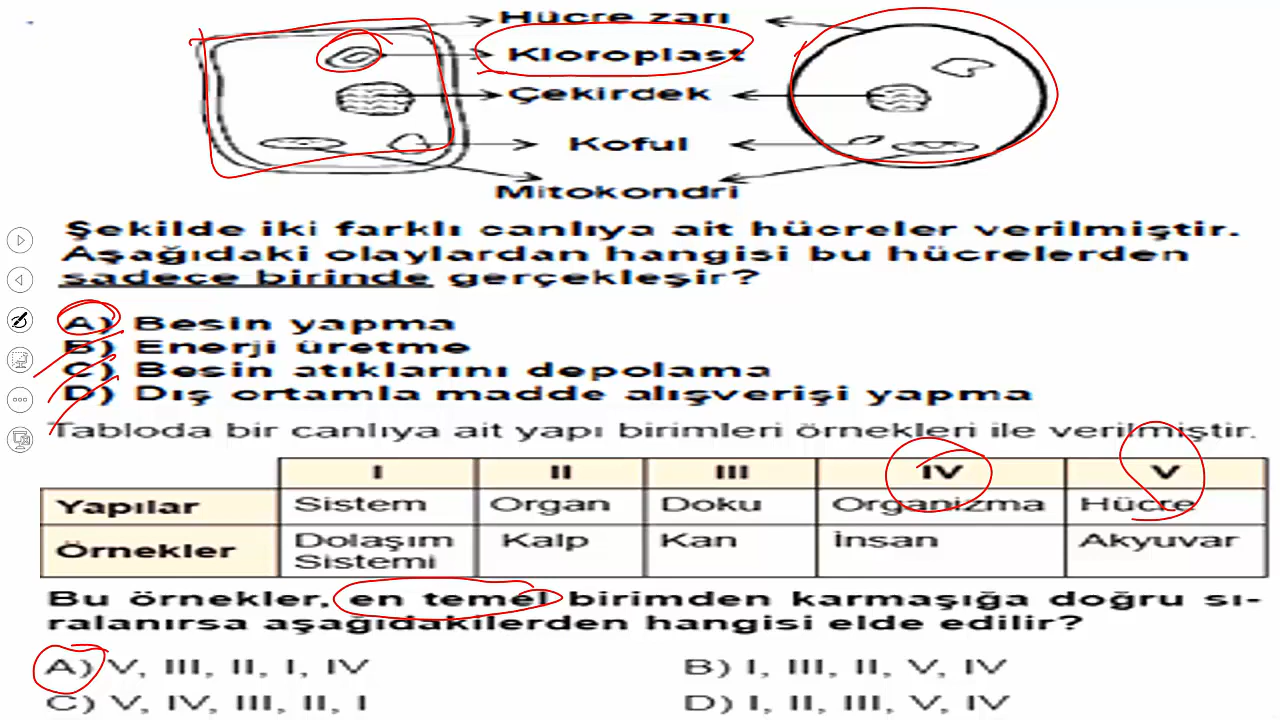 Hücre zarı
Kloroplast
Çekirdek
Koful
Mitokondri
Şekilde iki farklı canlıya ait hücreler verilmiştir.
Aşağıdaki olaylardan hangisi bu hücrelerden
sadece birinde gerçekleşir?
A) Besin yapma
B) Enerji üretme
C) Besin atıklarını depolama
D) Dış ortamla madde alışverişi yapma
Tabloda bir canlıya ait yapı birimleri örnekleri ile verilmiştir.
I II III IV V
Yapılar Sistem Organ Doku Organizma Hücre
Örnekler Dolaşım Sistemi Kalp Kan İnsan Akyuvar
Bu örnekler, en temel birimden karmaşığa doğru sı-
ralanırsa aşağıdakilerden hangisi elde edilir?
A) V, III, II, I, IV B) I, III, II, V, IV
C) V, IV, III, II, I D) I, II, III, V, IV